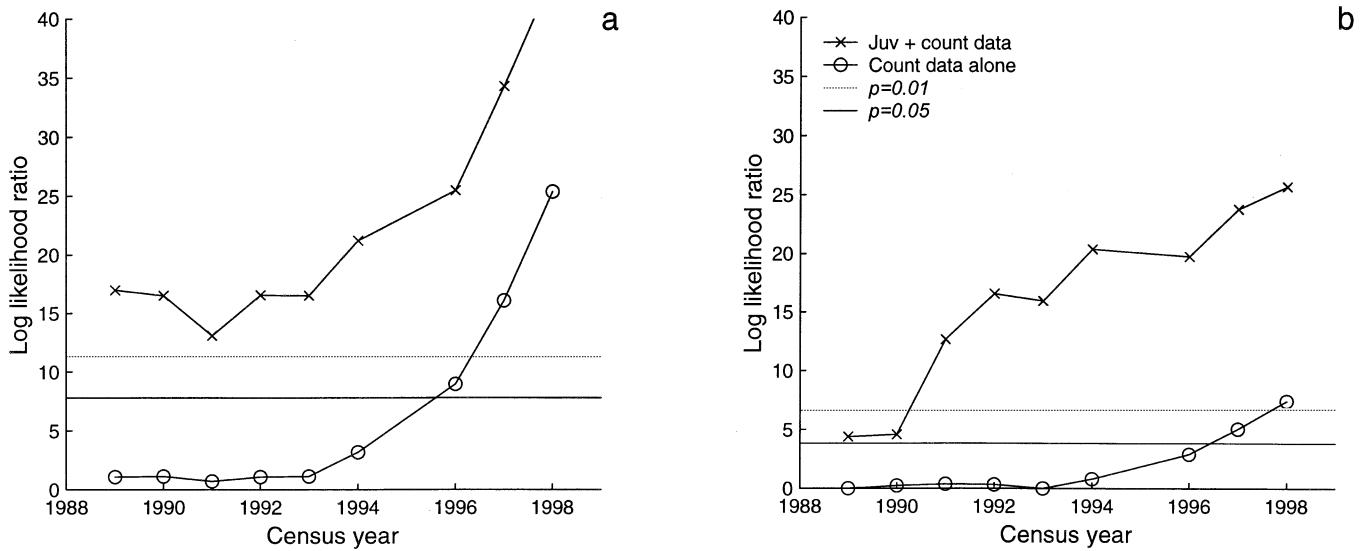 a
40
35
30
25
20
15
10
5
0
Log likelihood ratio
1988 1990 1992 1994 1996 1998
Census year
b
40
35
30
25
20
15
10
5
0
Log likelihood ratio
Juv + count data
Count data alone
p=0.01
p=0.05
1988 1990 1992 1994 1996 1998
Census year